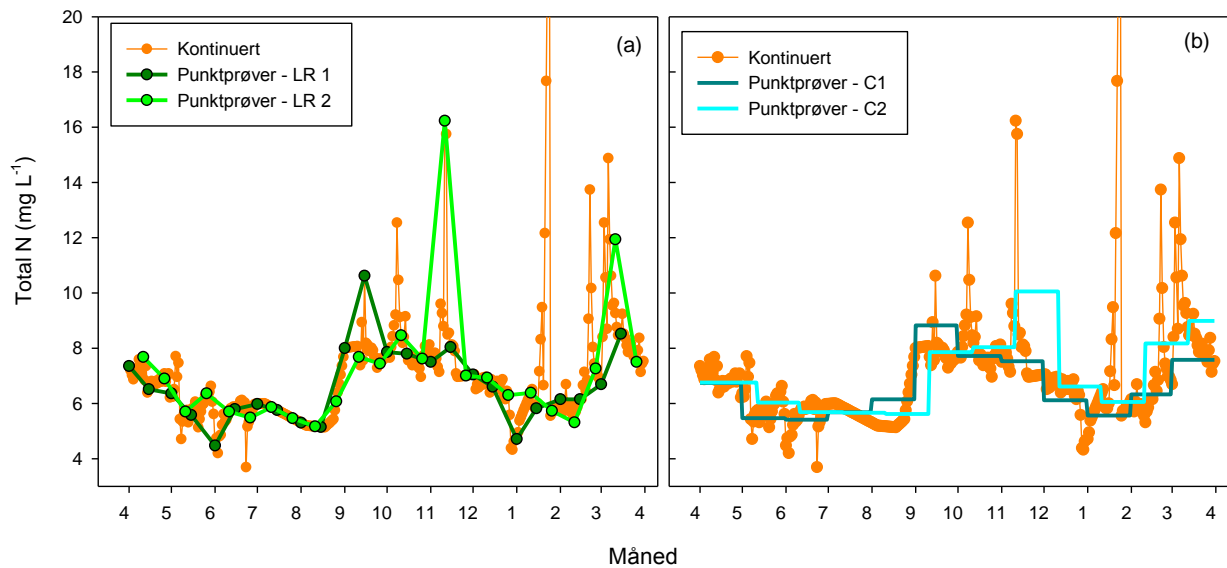 20
18
16
14
12
10
8
6
4
Total N (mg L⁻¹)
Kontinuert
Punktprøver - LR 1
Punktprøver - LR 2
(a)
4 5 6 7 8 9 10 11 12 1 2 3 4
Kontinuert
Punktprøver - C1
Punktprøver - C2
(b)
4 5 6 7 8 9 10 11 12 1 2 3 4
Måned